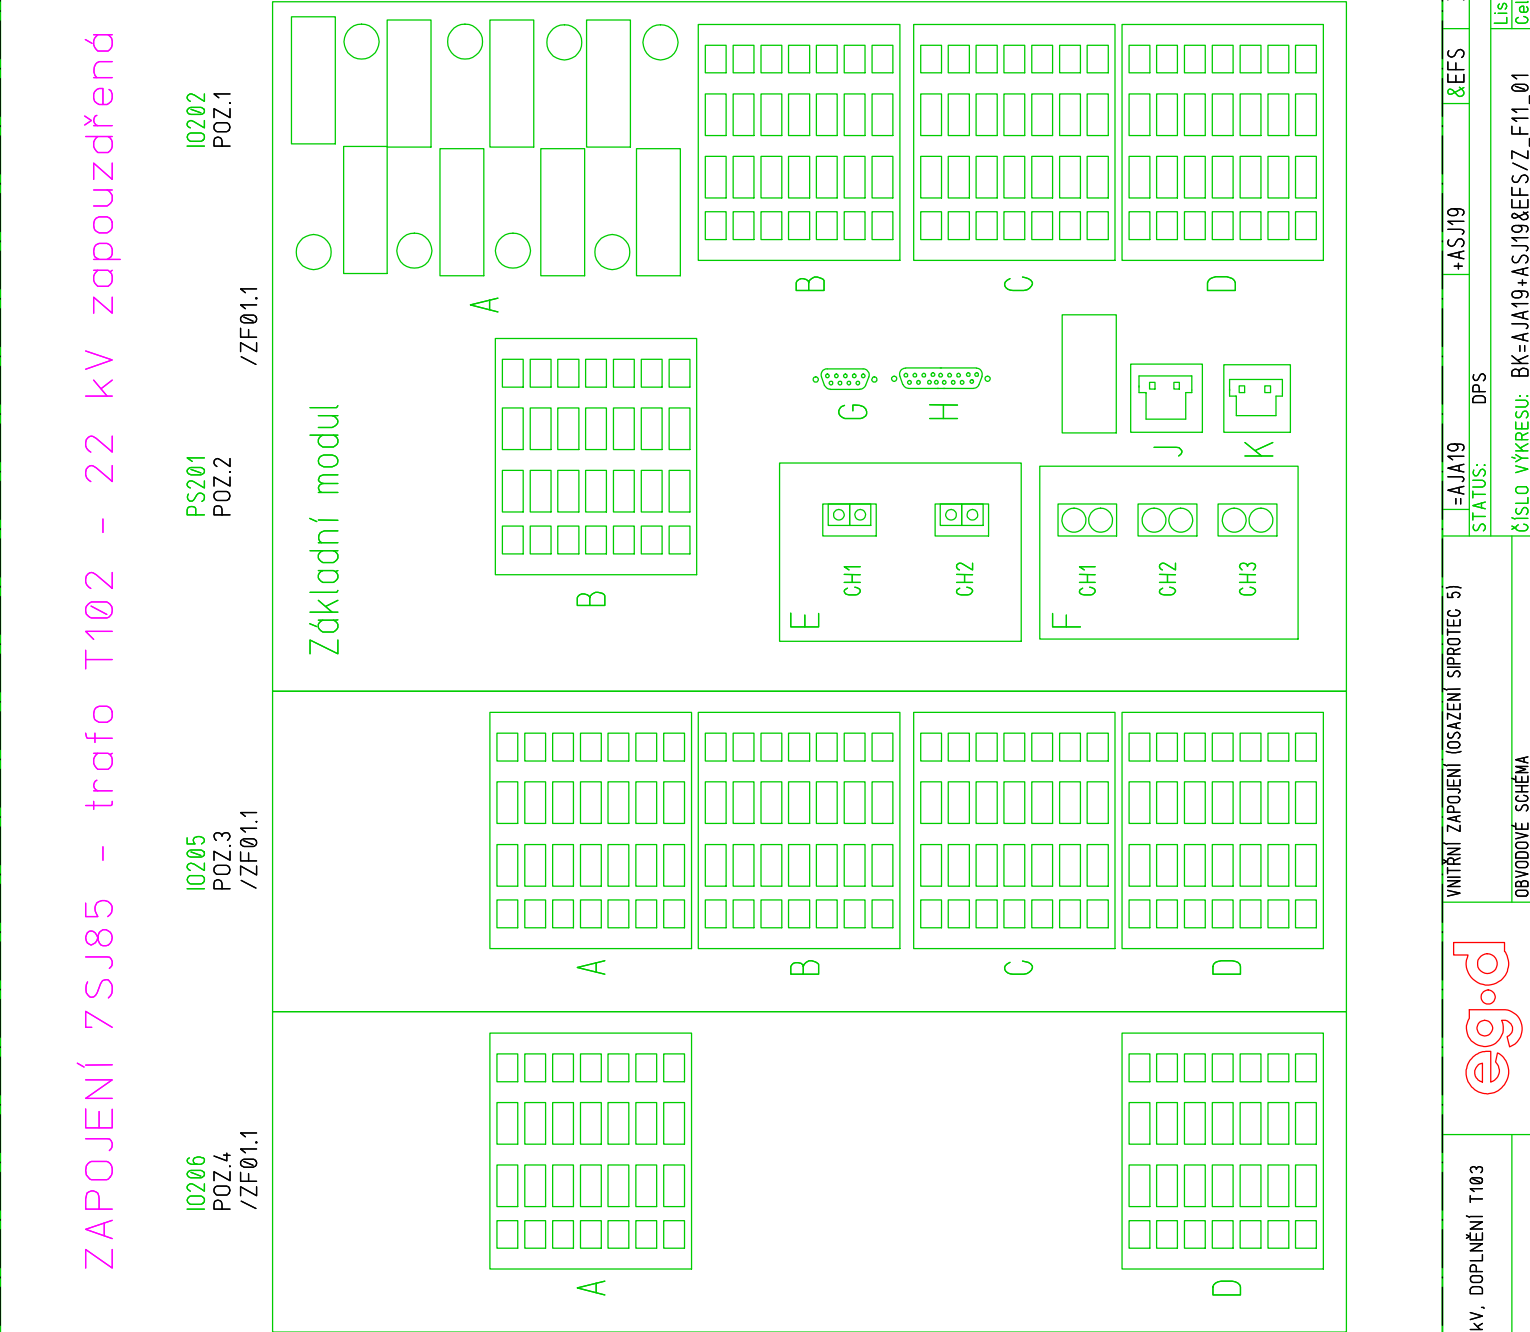 ZAPOJENÍ 7SJ85 - trafo T102 - 22 kV zapouzdřená
IO206
POZ.4
/ZF01.1
IO205
POZ.3
/ZF01.1
PS201
POZ.2
IO202
POZ.1
/ZF01.1
Základní modul
A
B
C
D
B
G
H
J
K
E
CH1
CH2
F
CH1
CH2
CH3
A
B
C
D
A
D
kV, DOPLNĚNÍ T103
eg·d
VNITŘNÍ ZAPOJENÍ (OSAZENÍ SIPROTEC 5)
OBVODOVÉ SCHÉMA
=AJA19
+ASJ19
&EFS
STATUS: DPS
ČÍSLO VÝKRESU: BK=AJA19+ASJ19&EFS/Z_F11_01
Lis
Cel